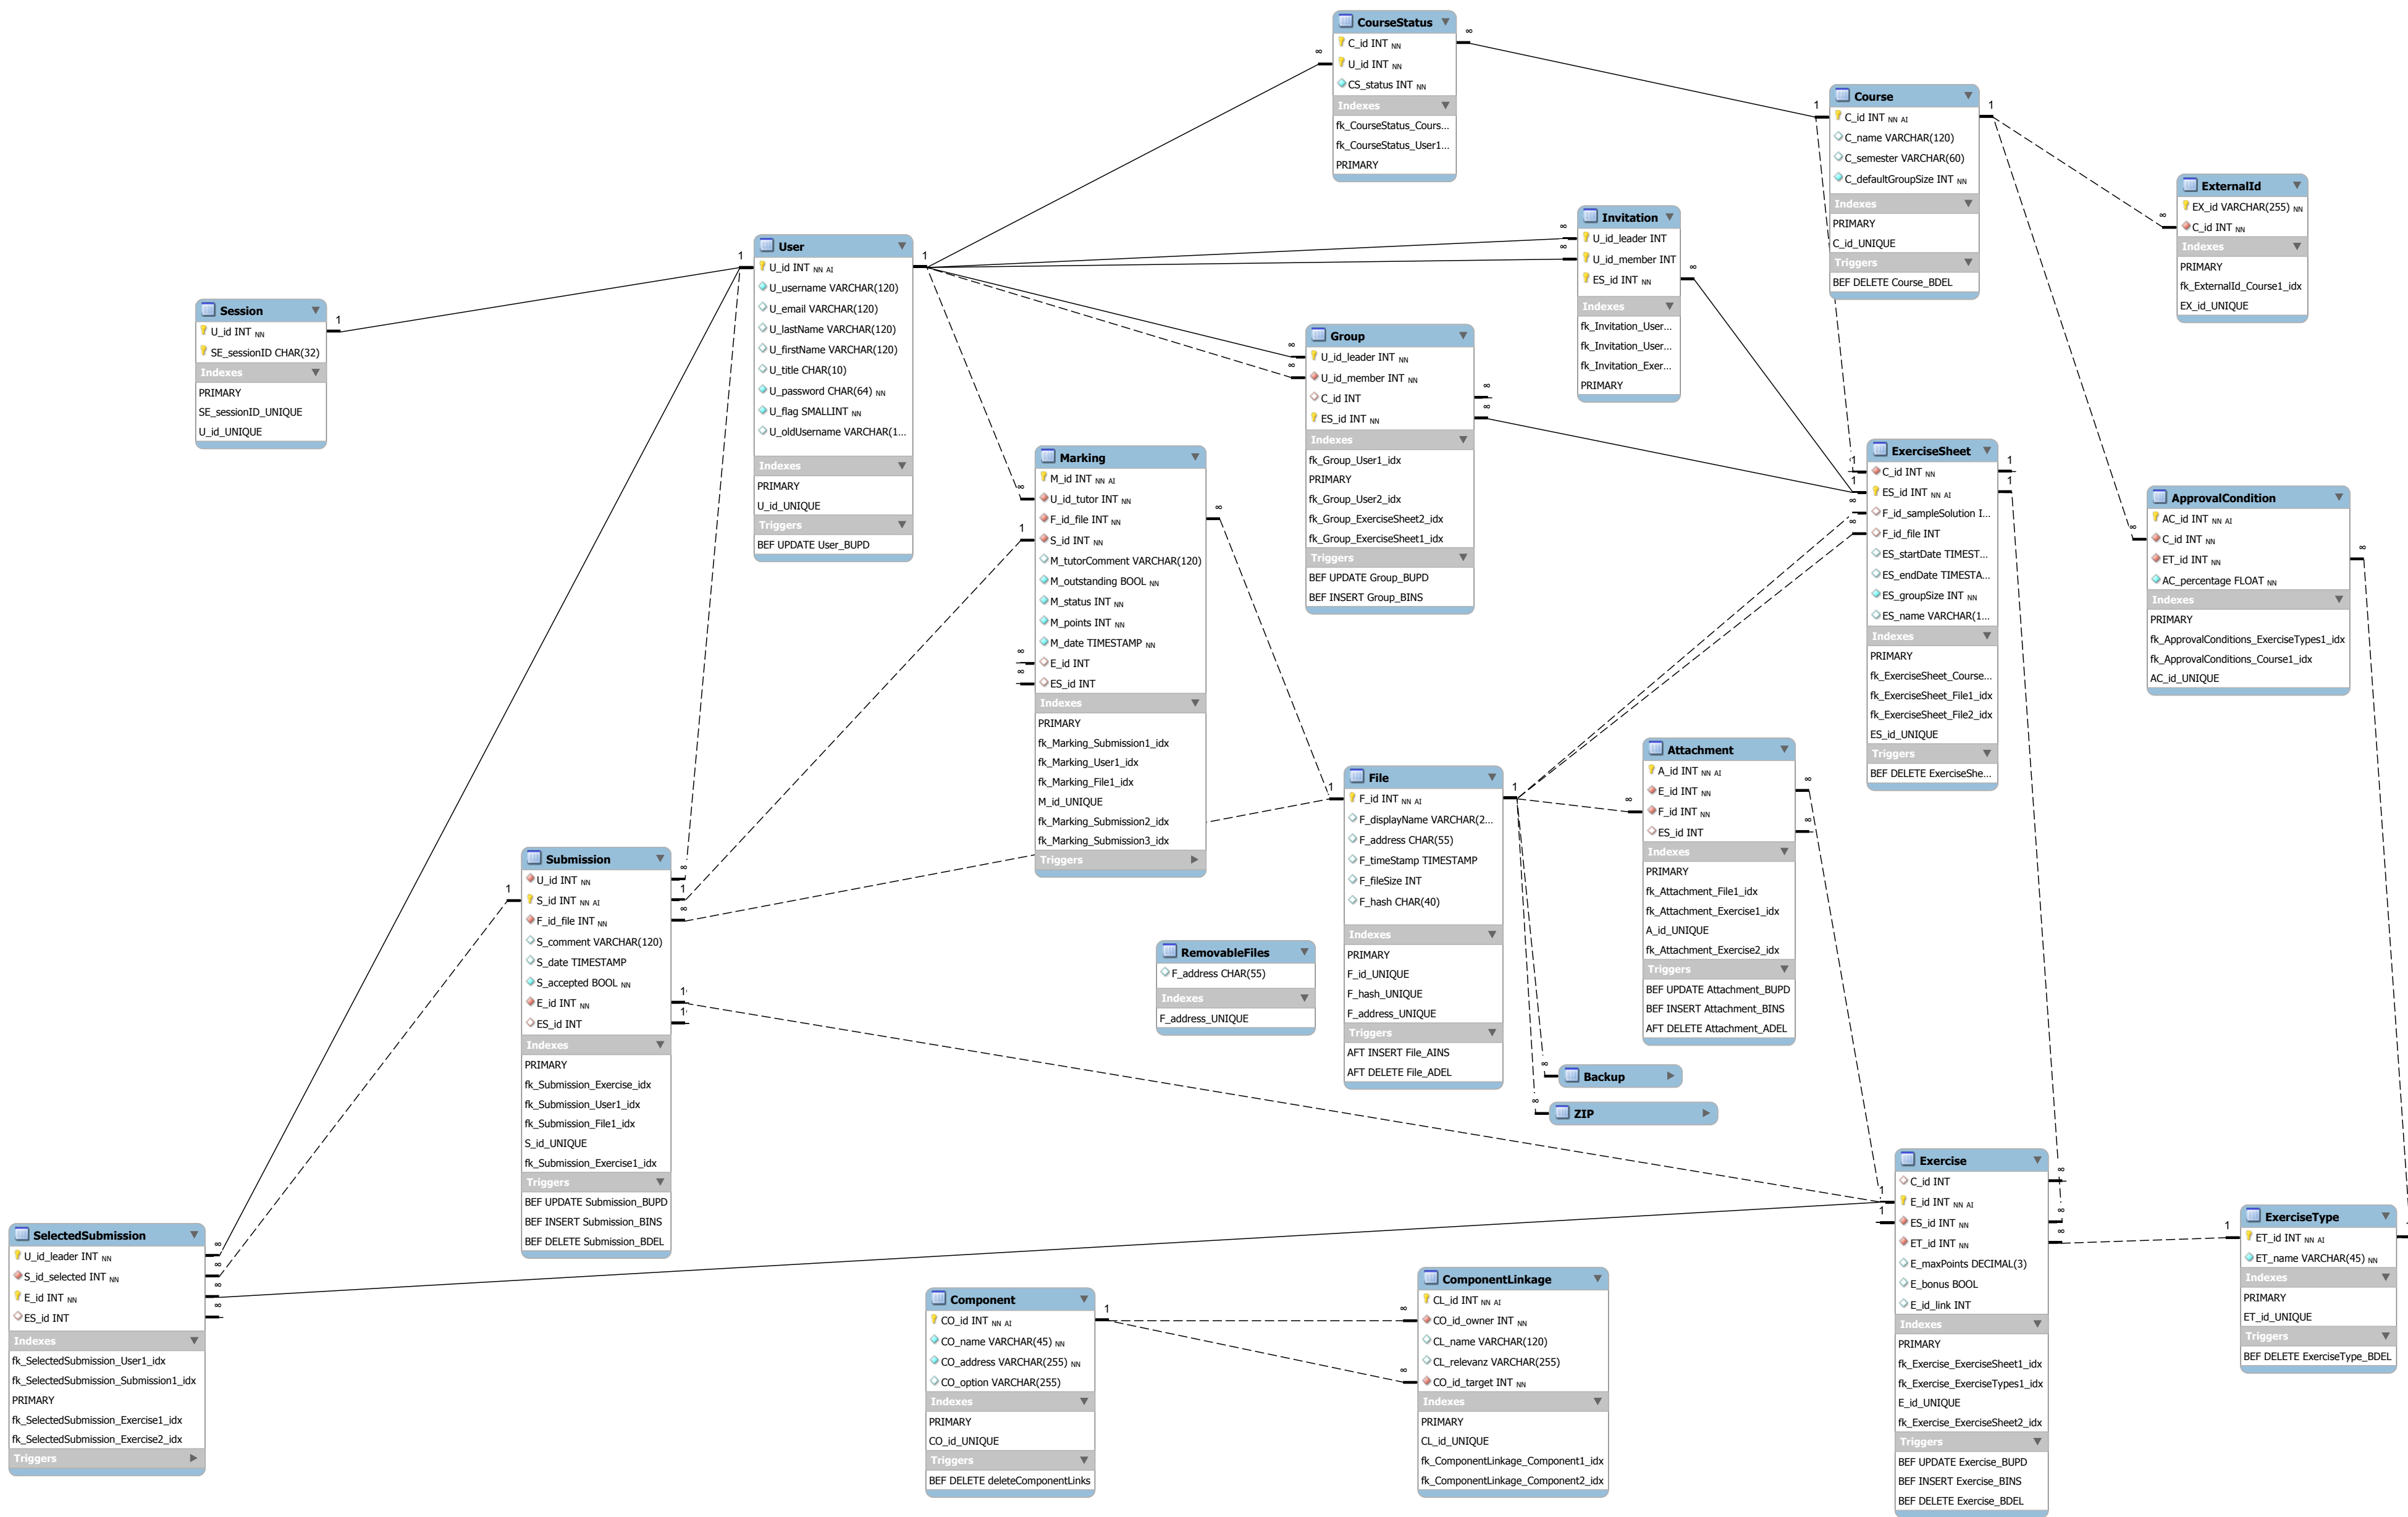 CourseStatus
C_id INT NN
U_id INT NN
CS_status INT NN
Indexes
fk_CourseStatus_Cours...
fk_CourseStatus_User1...
PRIMARY
Course
C_id INT NN AI
C_name VARCHAR(120)
C_semester VARCHAR(60)
C_defaultGroupSize INT NN
Indexes
PRIMARY
C_id_UNIQUE
Triggers
BEF DELETE Course_BDEL
ExternalId
EX_id VARCHAR(255) NN
C_id INT NN
Indexes
PRIMARY
fk_ExternalId_Course1_idx
EX_id_UNIQUE
Invitation
U_id_leader INT
U_id_member INT
ES_id INT NN
Indexes
fk_Invitation_User...
fk_Invitation_User...
fk_Invitation_Exer...
PRIMARY
User
U_id INT NN AI
U_username VARCHAR(120)
U_email VARCHAR(120)
U_lastName VARCHAR(120)
U_firstName VARCHAR(120)
U_title CHAR(10)
U_password CHAR(64) NN
U_flag SMALLINT NN
U_oldUsername VARCHAR(1...
Indexes
PRIMARY
U_id_UNIQUE
Triggers
BEF UPDATE User_BUPD
Session
U_id INT NN
SE_sessionID CHAR(32)
Indexes
PRIMARY
SE_sessionID_UNIQUE
U_id_UNIQUE
Group
U_id_leader INT NN
U_id_member INT NN
C_id INT
ES_id INT NN
Indexes
fk_Group_User1_idx
PRIMARY
fk_Group_User2_idx
fk_Group_ExerciseSheet2_idx
fk_Group_ExerciseSheet1_idx
Triggers
BEF UPDATE Group_BUPD
BEF INSERT Group_BINS
Marking
M_id INT NN AI
U_id_tutor INT NN
F_id_file INT NN
S_id INT NN
M_tutorComment VARCHAR(120)
M_outstanding BOOL NN
M_status INT NN
M_points INT NN
M_date TIMESTAMP NN
E_id INT
ES_id INT
Indexes
PRIMARY
fk_Marking_Submission1_idx
fk_Marking_User1_idx
fk_Marking_File1_idx
M_id_UNIQUE
fk_Marking_Submission2_idx
fk_Marking_Submission3_idx
Triggers
ExerciseSheet
C_id INT NN
ES_id INT NN AI
F_id_sampleSolution I...
F_id_file INT
ES_startDate TIMEST...
ES_endDate TIMESTA...
ES_groupSize INT NN
ES_name VARCHAR(1...
Indexes
PRIMARY
fk_ExerciseSheet_Course...
fk_ExerciseSheet_File1_idx
fk_ExerciseSheet_File2_idx
ES_id_UNIQUE
Triggers
BEF DELETE ExerciseShe...
ApprovalCondition
AC_id INT NN AI
C_id INT NN
ET_id INT NN
AC_percentage FLOAT NN
Indexes
PRIMARY
fk_ApprovalConditions_ExerciseTypes1_idx
fk_ApprovalConditions_Course1_idx
AC_id_UNIQUE
File
F_id INT NN AI
F_displayName VARCHAR(2...
F_address CHAR(55)
F_timeStamp TIMESTAMP
F_fileSize INT
F_hash CHAR(40)
Indexes
PRIMARY
F_id_UNIQUE
F_hash_UNIQUE
F_address_UNIQUE
Triggers
AFT INSERT File_AINS
AFT DELETE File_ADEL
Attachment
A_id INT NN AI
E_id INT NN
F_id INT NN
ES_id INT
Indexes
PRIMARY
fk_Attachment_File1_idx
fk_Attachment_Exercise1_idx
A_id_UNIQUE
fk_Attachment_Exercise2_idx
Triggers
BEF UPDATE Attachment_BUPD
BEF INSERT Attachment_BINS
AFT DELETE Attachment_ADEL
Submission
U_id INT NN
S_id INT NN AI
F_id_file INT NN
S_comment VARCHAR(120)
S_date TIMESTAMP
S_accepted BOOL NN
E_id INT NN
ES_id INT
Indexes
PRIMARY
fk_Submission_Exercise_idx
fk_Submission_User1_idx
fk_Submission_File1_idx
S_id_UNIQUE
fk_Submission_Exercise1_idx
Triggers
BEF UPDATE Submission_BUPD
BEF INSERT Submission_BINS
BEF DELETE Submission_BDEL
RemovableFiles
F_address CHAR(55)
Indexes
F_address_UNIQUE
Backup
ZIP
Exercise
C_id INT
E_id INT NN AI
ES_id INT NN
ET_id INT NN
E_maxPoints DECIMAL(3)
E_bonus BOOL
E_id_link INT
Indexes
PRIMARY
fk_Exercise_ExerciseSheet1_idx
fk_Exercise_ExerciseTypes1_idx
E_id_UNIQUE
fk_Exercise_ExerciseSheet2_idx
Triggers
BEF UPDATE Exercise_BUPD
BEF INSERT Exercise_BINS
BEF DELETE Exercise_BDEL
ExerciseType
ET_id INT NN AI
ET_name VARCHAR(45) NN
Indexes
PRIMARY
ET_id_UNIQUE
Triggers
BEF DELETE ExerciseType_BDEL
SelectedSubmission
U_id_leader INT NN
S_id_selected INT NN
E_id INT NN
ES_id INT
Indexes
fk_SelectedSubmission_User1_idx
fk_SelectedSubmission_Submission1_idx
PRIMARY
fk_SelectedSubmission_Exercise1_idx
fk_SelectedSubmission_Exercise2_idx
Triggers
Component
CO_id INT NN AI
CO_name VARCHAR(45) NN
CO_address VARCHAR(255) NN
CO_option VARCHAR(255)
Indexes
PRIMARY
CO_id_UNIQUE
Triggers
BEF DELETE deleteComponentLinks
ComponentLinkage
CL_id INT NN AI
CO_id_owner INT NN
CL_name VARCHAR(120)
CL_relevanz VARCHAR(255)
CO_id_target INT NN
Indexes
PRIMARY
CL_id_UNIQUE
fk_ComponentLinkage_Component1_idx
fk_ComponentLinkage_Component2_idx